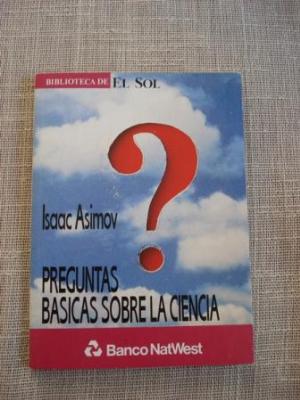 BIBLIOTECA DE EL SOL
?
Isaac Asimov
PREGUNTAS
BASICAS SOBRE LA CIENCIA
Banco NatWest